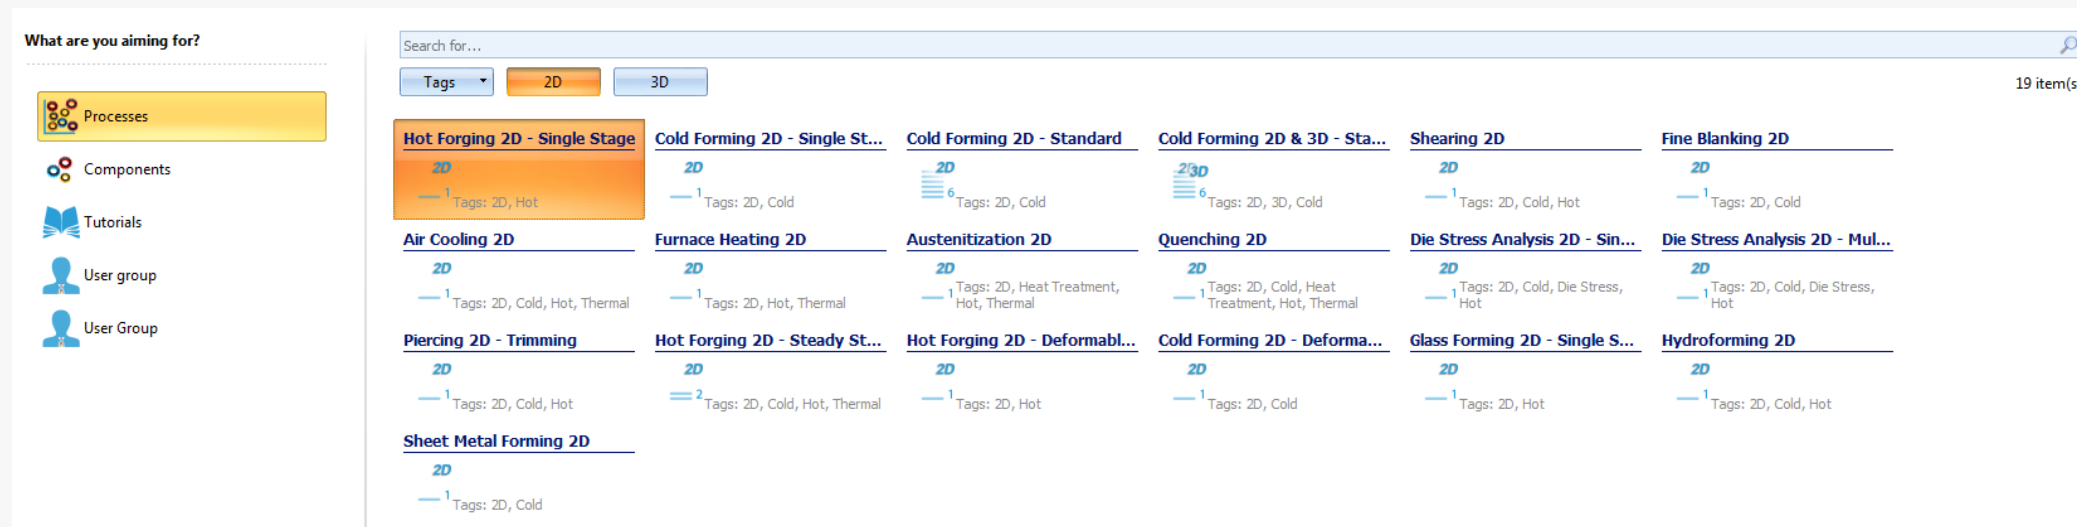 What are you aiming for?
Processes
Components
Tutorials
User group
User Group
Search for...
Tags 2D 3D
19 item(s
Hot Forging 2D - Single Stage
2D
1 Tags: 2D, Hot
Cold Forming 2D - Single St...
2D
1 Tags: 2D, Cold
Cold Forming 2D - Standard
2D
6 Tags: 2D, Cold
Cold Forming 2D & 3D - Sta...
2D 3D
6 Tags: 2D, 3D, Cold
Shearing 2D
2D
1 Tags: 2D, Cold, Hot
Fine Blanking 2D
2D
1 Tags: 2D, Cold
Air Cooling 2D
2D
1 Tags: 2D, Cold, Hot, Thermal
Furnace Heating 2D
2D
1 Tags: 2D, Hot, Thermal
Austenitization 2D
2D
1 Tags: 2D, Heat Treatment,
Hot, Thermal
Quenching 2D
2D
1 Tags: 2D, Cold, Heat
Treatment, Hot, Thermal
Die Stress Analysis 2D - Sin...
2D
1 Tags: 2D, Cold, Die Stress,
Hot
Die Stress Analysis 2D - Mul...
2D
1 Tags: 2D, Cold, Die Stress,
Hot
Piercing 2D - Trimming
2D
1 Tags: 2D, Cold, Hot
Hot Forging 2D - Steady St...
2D
2 Tags: 2D, Cold, Hot, Thermal
Hot Forging 2D - Deformabl...
2D
1 Tags: 2D, Hot
Cold Forming 2D - Deforma...
2D
1 Tags: 2D, Cold
Glass Forming 2D - Single S...
2D
1 Tags: 2D, Hot
Hydroforming 2D
2D
1 Tags: 2D, Cold, Hot
Sheet Metal Forming 2D
2D
1 Tags: 2D, Cold